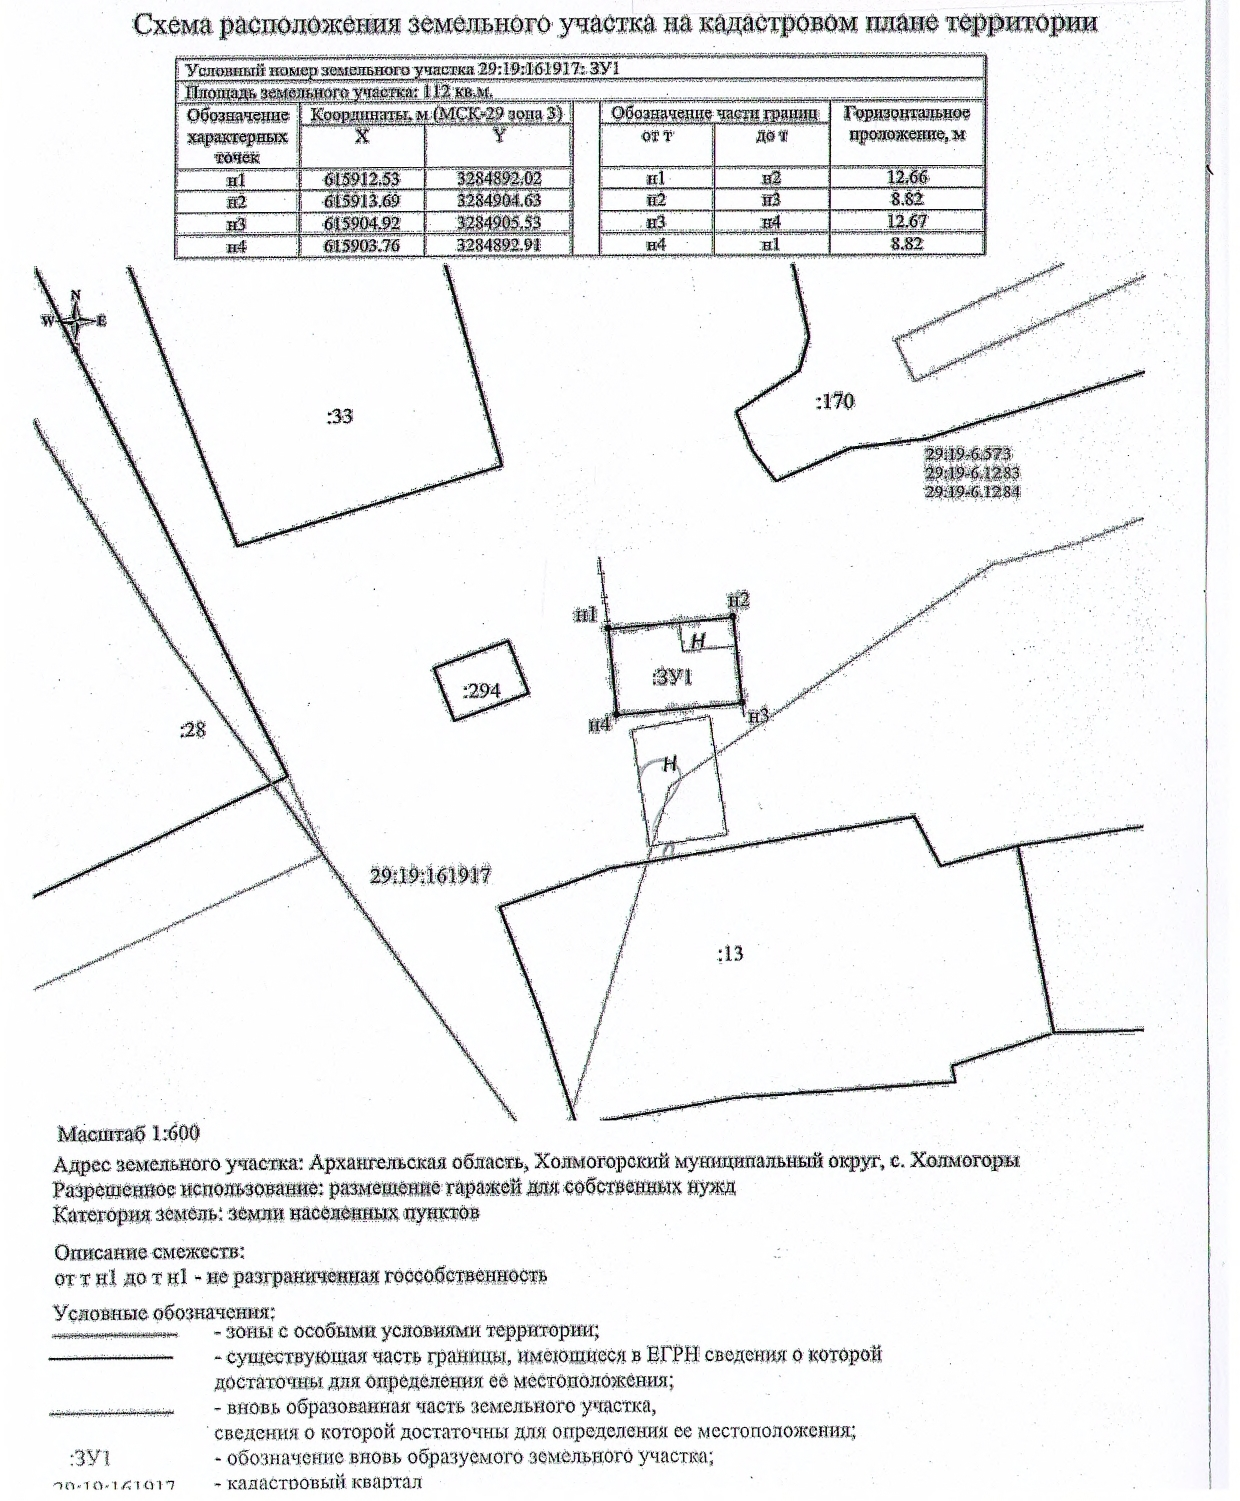 Схема расположения земельного участка на кадастровом плане территории
Условный номер земельного участка 29:19:161917: ЗУ1
Площадь земельного участка: 112 кв.м.
Обозначение характерных точек Координаты, м (МСК-29 зона 3) Обозначение части границ Горизонтальное проложение, м
X Y от т до т
н1 615912.53 3284892.02 н1 н2 12.66
н2 615913.69 3284904.63 н2 н3 8.82
н3 615904.92 3284905.53 н3 н4 12.67
н4 615903.76 3284892.91 н4 н1 8.82
N
W E
:33
:170
29:19-6.573
29:19-6.1283
29:19-6.1284
н1
н2
Н
:ЗУ1
:294
н4
н3
:28
Н
29:19:161917
:13
Масштаб 1:600
Адрес земельного участка: Архангельская область, Холмогорский муниципальный округ, с. Холмогоры
Разрешенное использование: размещение гаражей для собственных нужд
Категория земель: земли населенных пунктов
Описание смежеств:
от т н1 до т н1 - не разграниченная госсобственность
Условные обозначения:
- зоны с особыми условиями территории;
- существующая часть границы, имеющиеся в ЕГРН сведения о которой
достаточны для определения ее местоположения;
- вновь образованная часть земельного участка,
сведения о которой достаточны для определения ее местоположения;
:ЗУ1 - обозначение вновь образуемого земельного участка;
29:19:161917 - кадастровый квартал